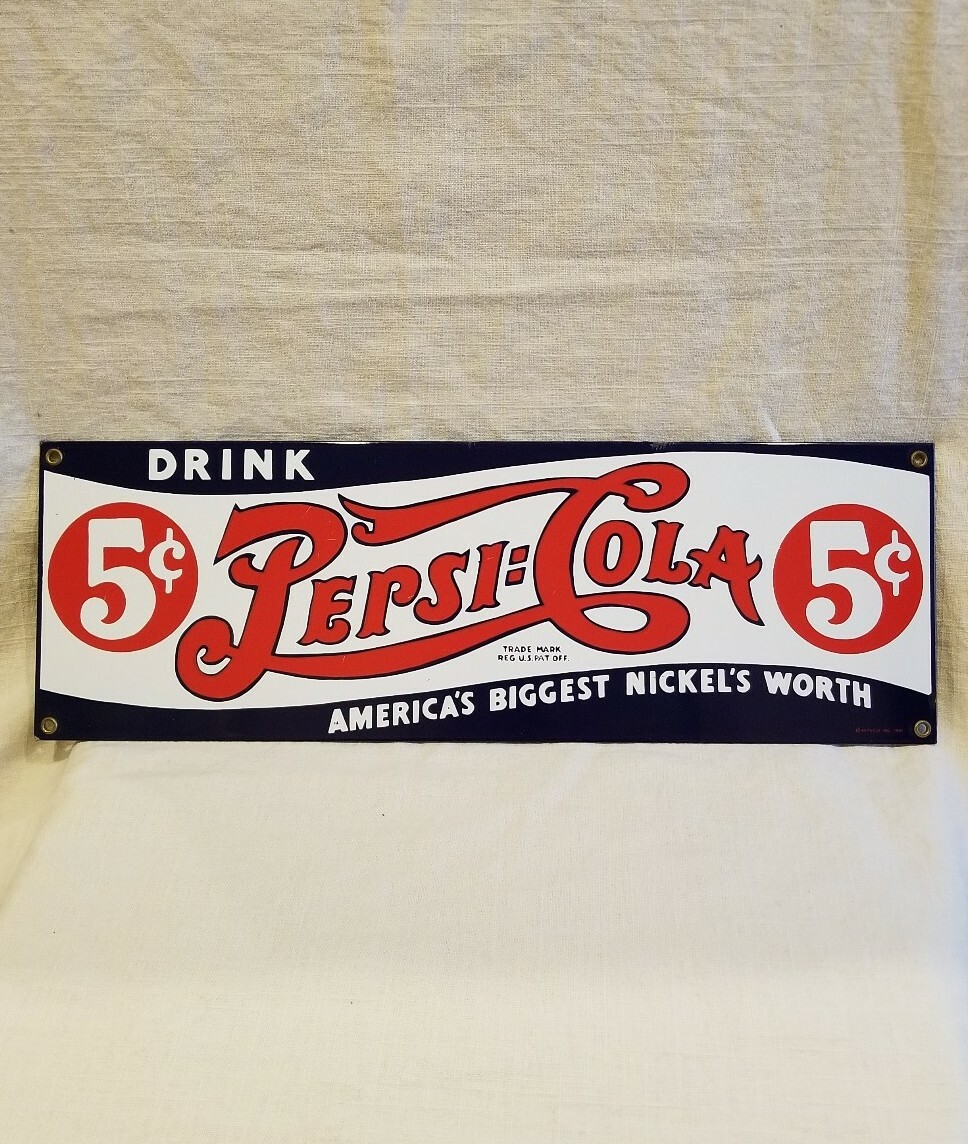 DRINK
5¢
PEPSI=COLA
5¢
TRADE MARK
REG U.S. PAT OFF.
AMERICA'S BIGGEST NICKEL'S WORTH